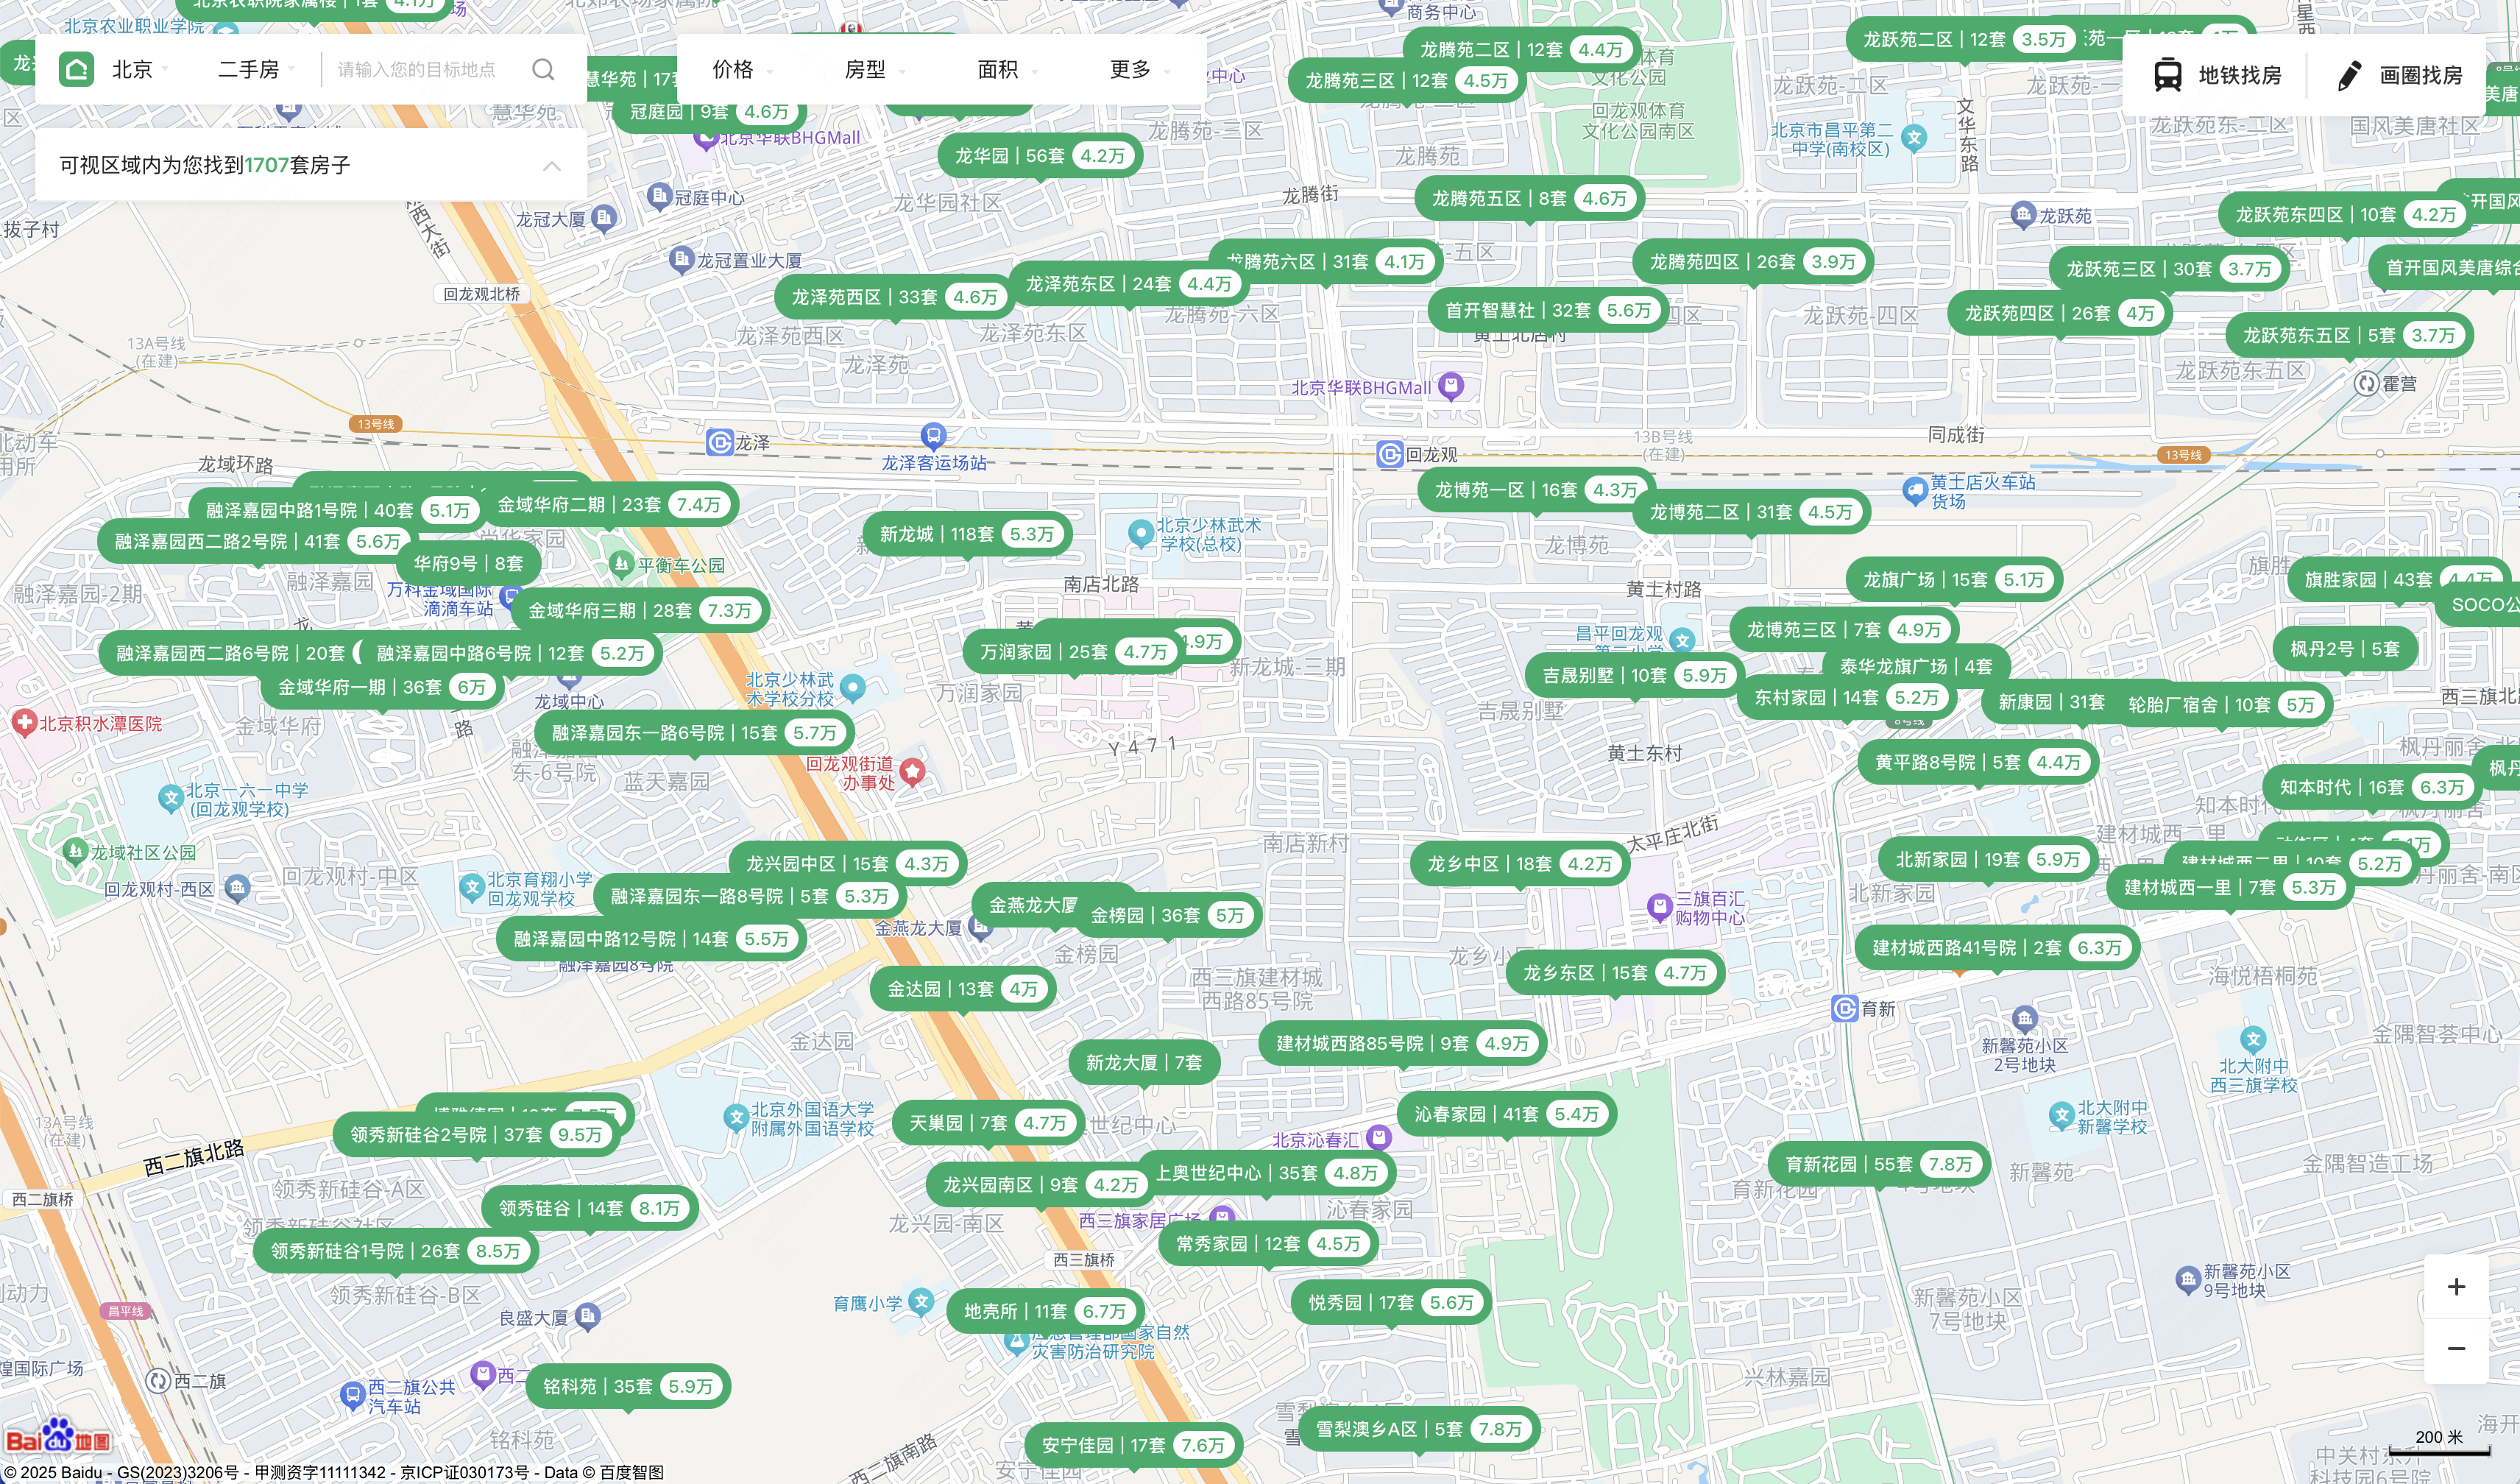 北京农职院家属楼 | 1套 4.1万
北京农业职业学院
商务中心
龙腾苑二区 | 12套 4.4万
龙跃苑二区 | 12套 3.5万
北京
二手房
请输入您的目标地点
慧华苑 | 17套
价格
房型
面积
更多
龙腾苑三区 | 12套 4.5万
文化公园
地铁找房
画圈找房
龙跃苑-二区
冠庭园 | 9套 4.6万
慧华苑
北京华联BHGMall
龙腾苑-三区
回龙观体育
文化公园南区
北京市昌平第二
中学(南校区)
文华东路
龙跃苑东-二区
国风美唐社区
可视区域内为您找到1707套房子
龙华园 | 56套 4.2万
龙腾苑
冠庭中心
龙华园社区
龙腾街
龙腾苑五区 | 8套 4.6万
龙冠大厦
龙跃苑
龙跃苑东四区 | 10套 4.2万
西大街
龙冠置业大厦
龙腾苑六区 | 31套 4.1万
龙腾苑四区 | 26套 3.9万
龙跃苑三区 | 30套 3.7万
首开国风美唐综合
回龙观北桥
龙泽苑西区 | 33套 4.6万
龙泽苑东区 | 24套 4.4万
首开智慧社 | 32套 5.6万
龙跃苑四区 | 26套 4万
龙腾苑-六区
龙跃苑-四区
龙跃苑东五区 | 5套 3.7万
龙泽苑西区
龙泽苑东区
黄土北店村
13A号线
(在建)
龙泽苑
龙跃苑东五区
霍营
北京华联BHGMall
13号线
龙泽
龙泽客运场站
回龙观
13B号线
(在建)
同成街
13号线
龙域环路
融泽嘉园中路1号院 | 40套 5.1万
金域华府二期 | 23套 7.4万
龙博苑一区 | 16套 4.3万
黄土店火车站
货场
龙博苑二区 | 31套 4.5万
新龙城 | 118套 5.3万
北京少林武术
学校(总校)
融泽嘉园西二路2号院 | 41套 5.6万
华府9号 | 8套
平衡车公园
龙博苑
融泽嘉园-2期
融泽嘉园
万科金域国际
滴滴车站
南店北路
黄土村路
龙旗广场 | 15套 5.1万
旗胜家园 | 43套 4.4万
金域华府三期 | 28套 7.3万
SOCO公
昌平回龙观
龙博苑三区 | 7套 4.9万
枫丹2号 | 5套
融泽嘉园西二路6号院 | 20套
融泽嘉园中路6号院 | 12套 5.2万
万润家园 | 25套 4.7万
新龙城-三期
吉晟别墅 | 10套 5.9万
泰华龙旗广场 | 4套
金域华府一期 | 36套 6万
龙域中心
北京少林武
术学校分校
万润家园
东村家园 | 14套 5.2万
新康园 | 31套
轮胎厂宿舍 | 10套 5万
西三旗北
北京积水潭医院
金域华府
吉晟别墅
8号线
融泽嘉园东一路6号院 | 15套 5.7万
Y471
黄土东村
黄平路8号院 | 5套 4.4万
东-6号院
蓝天嘉园
回龙观街道
办事处
北京一六一中学
(回龙观学校)
知本时代 | 16套 6.3万
太平庄北街
龙域社区公园
南店新村
龙兴园中区 | 15套 4.3万
龙乡中区 | 18套 4.2万
北新家园 | 19套 5.9万
建材城西二里 | 10套 5.2万
回龙观村-西区
回龙观村-中区
北京育翔小学
回龙观学校
融泽嘉园东一路8号院 | 5套 5.3万
建材城西一里 | 7套 5.3万
北新家园
金燕龙大厦
金榜园 | 36套 5万
三旗百汇
购物中心
金燕龙大厦
融泽嘉园中路12号院 | 14套 5.5万
融泽嘉园8号院
金榜园
建材城西路41号院 | 2套 6.3万
龙乡东区 | 15套 4.7万
西三旗建材城
西路85号院
海悦梧桐苑
金达园 | 13套 4万
育新
金达园
建材城西路85号院 | 9套 4.9万
新馨苑小区
2号地块
金隅智荟中心
新龙大厦 | 7套
北大附中
西三旗学校
13A号线
(在建)
领秀新硅谷2号院 | 37套 9.5万
北京外国语大学
附属外国语学校
天巢园 | 7套 4.7万
沁春家园 | 41套 5.4万
北大附中
新馨学校
北京沁春汇
西二旗北路
育新花园 | 55套 7.8万
新馨苑
金隅智造工场
西二旗桥
领秀新硅谷-A区
龙兴园南区 | 9套 4.2万
上奥世纪中心 | 35套 4.8万
育新花园
领秀硅谷 | 14套 8.1万
龙兴园-南区
西三旗家居广场
沁春家园
领秀新硅谷1号院 | 26套 8.5万
常秀家园 | 12套 4.5万
西三旗桥
领秀新硅谷-B区
新馨苑小区
9号地块
昌平线
良盛大厦
育鹰小学
地壳所 | 11套 6.7万
悦秀园 | 17套 5.6万
新馨苑小区
7号地块
应急管理部国家自然
灾害防治研究院
西二旗
西二旗公共
汽车站
铭科苑 | 35套 5.9万
兴林嘉园
铭科苑
西二旗南路
安宁佳园 | 17套 7.6万
雪梨澳乡A区 | 5套 7.8万
200 米
Bai du 地图
© 2025 Baidu - GS(2023)3206号 - 甲测资字11111342 - 京ICP证030173号 - Data © 百度智图